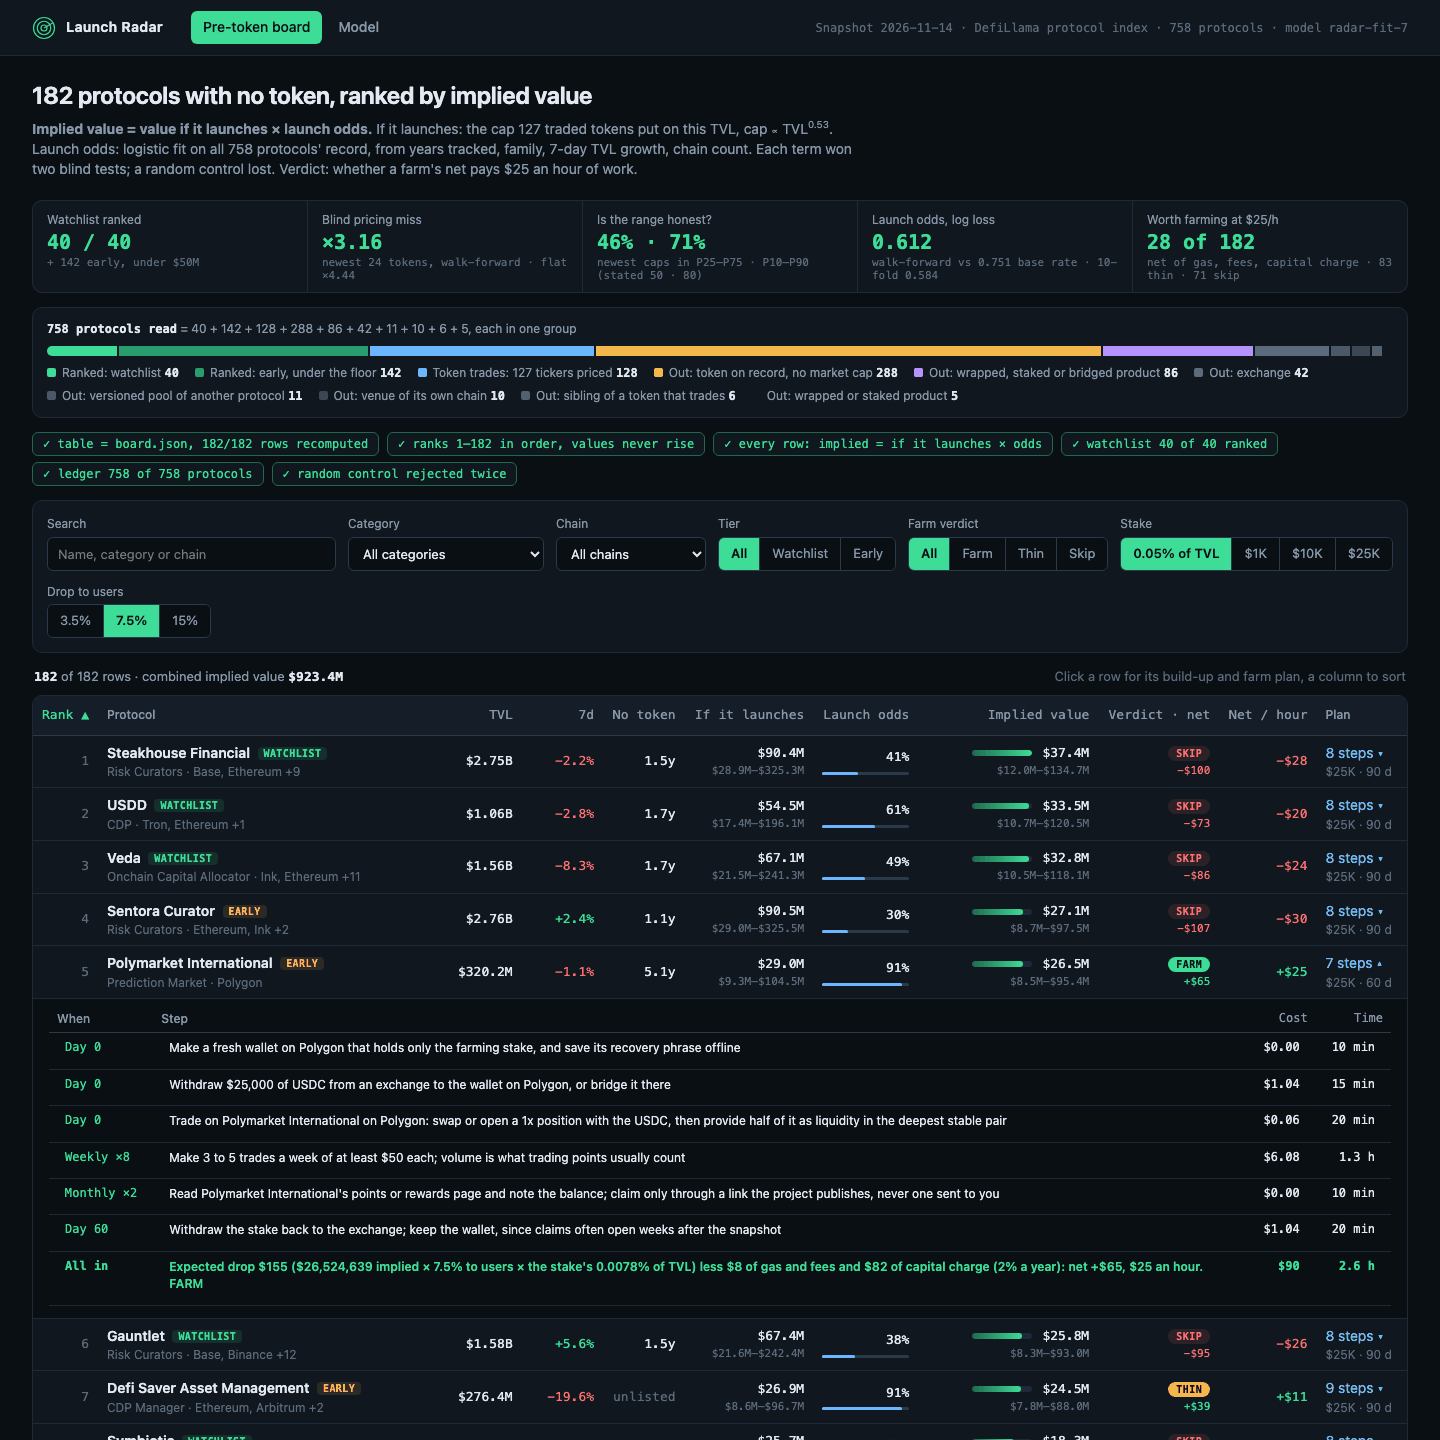 Launch Radar
Pre-token board
Model
Snapshot 2026-11-14 · DefiLlama protocol index · 758 protocols · model radar-fit-7
182 protocols with no token, ranked by implied value
Implied value = value if it launches × launch odds. If it launches: the cap 127 traded tokens put on this TVL, cap ∝ TVL^0.53.
Launch odds: logistic fit on all 758 protocols' record, from years tracked, family, 7-day TVL growth, chain count. Each term won
two blind tests; a random control lost. Verdict: whether a farm's net pays $25 an hour of work.
Watchlist ranked
40 / 40
+ 142 early, under $50M
Blind pricing miss
×3.16
newest 24 tokens, walk-forward · flat
×4.44
Is the range honest?
46% · 71%
newest caps in P25–P75 · P10–P90
(stated 50 · 80)
Launch odds, log loss
0.612
walk-forward vs 0.751 base rate · 10-
fold 0.584
Worth farming at $25/h
28 of 182
net of gas, fees, capital charge · 83
thin · 71 skip
758 protocols read = 40 + 142 + 128 + 288 + 86 + 42 + 11 + 10 + 6 + 5, each in one group
Ranked: watchlist 40
Ranked: early, under the floor 142
Token trades: 127 tickers priced 128
Out: token on record, no market cap 288
Out: wrapped, staked or bridged product 86
Out: exchange 42
Out: versioned pool of another protocol 11
Out: venue of its own chain 10
Out: sibling of a token that trades 6
Out: wrapped or staked product 5
✓ table = board.json, 182/182 rows recomputed
✓ ranks 1–182 in order, values never rise
✓ every row: implied = if it launches × odds
✓ watchlist 40 of 40 ranked
✓ ledger 758 of 758 protocols
✓ random control rejected twice
Search
Category
Chain
Tier
Farm verdict
Stake
Name, category or chain
All categories
All chains
All Watchlist Early
All Farm Thin Skip
0.05% of TVL $1K $10K $25K
Drop to users
3.5% 7.5% 15%
182 of 182 rows · combined implied value $923.4M
Click a row for its build-up and farm plan, a column to sort
Rank ▲ Protocol TVL 7d No token If it launches Launch odds Implied value Verdict · net Net / hour Plan
1 Steakhouse Financial WATCHLIST $2.75B −2.2% 1.5y $90.4M 41% $37.4M SKIP −$28 8 steps ▾
Risk Curators · Base, Ethereum +9 $28.9M–$325.3M $12.0M–$134.7M −$100 $25K · 90 d
2 USDD WATCHLIST $1.06B −2.8% 1.7y $54.5M 61% $33.5M SKIP −$20 8 steps ▾
CDP · Tron, Ethereum +1 $17.4M–$196.1M $10.7M–$120.5M −$73 $25K · 90 d
3 Veda WATCHLIST $1.56B −8.3% 1.7y $67.1M 49% $32.8M SKIP −$24 8 steps ▾
Onchain Capital Allocator · Ink, Ethereum +11 $21.5M–$241.3M $10.5M–$118.1M −$86 $25K · 90 d
4 Sentora Curator EARLY $2.76B +2.4% 1.1y $90.5M 30% $27.1M SKIP −$30 8 steps ▾
Risk Curators · Ethereum, Ink +2 $29.0M–$325.5M $8.7M–$97.5M −$107 $25K · 90 d
5 Polymarket International EARLY $320.2M −1.1% 5.1y $29.0M 91% $26.5M FARM +$25 7 steps ▴
Prediction Market · Polygon $9.3M–$104.5M $8.5M–$95.4M +$65 $25K · 60 d
When Step Cost Time
Day 0 Make a fresh wallet on Polygon that holds only the farming stake, and save its recovery phrase offline $0.00 10 min
Day 0 Withdraw $25,000 of USDC from an exchange to the wallet on Polygon, or bridge it there $1.04 15 min
Day 0 Trade on Polymarket International on Polygon: swap or open a 1x position with the USDC, then provide half of it as liquidity in the deepest stable pair $0.06 20 min
Weekly ×8 Make 3 to 5 trades a week of at least $50 each; volume is what trading points usually count $6.08 1.3 h
Monthly ×2 Read Polymarket International's points or rewards page and note the balance; claim only through a link the project publishes, never one sent to you $0.00 10 min
Day 60 Withdraw the stake back to the exchange; keep the wallet, since claims often open weeks after the snapshot $1.04 20 min
All in Expected drop $155 ($26,524,639 implied × 7.5% to users × the stake's 0.0078% of TVL) less $8 of gas and fees and $82 of capital charge (2% a year): net +$65, $25 an hour. $90 2.6 h
FARM
6 Gauntlet WATCHLIST $1.58B +5.6% 1.5y $67.4M 38% $25.8M SKIP −$26 8 steps ▾
Risk Curators · Base, Binance +12 $21.6M–$242.4M $8.3M–$93.0M −$95 $25K · 90 d
7 Defi Saver Asset Management EARLY $276.4M −19.6% unlisted $26.9M 91% $24.5M THIN +$11 9 steps ▾
CDP Manager · Ethereum, Arbitrum +2 $8.6M–$96.7M $7.8M–$88.0M +$39 $25K · 90 d